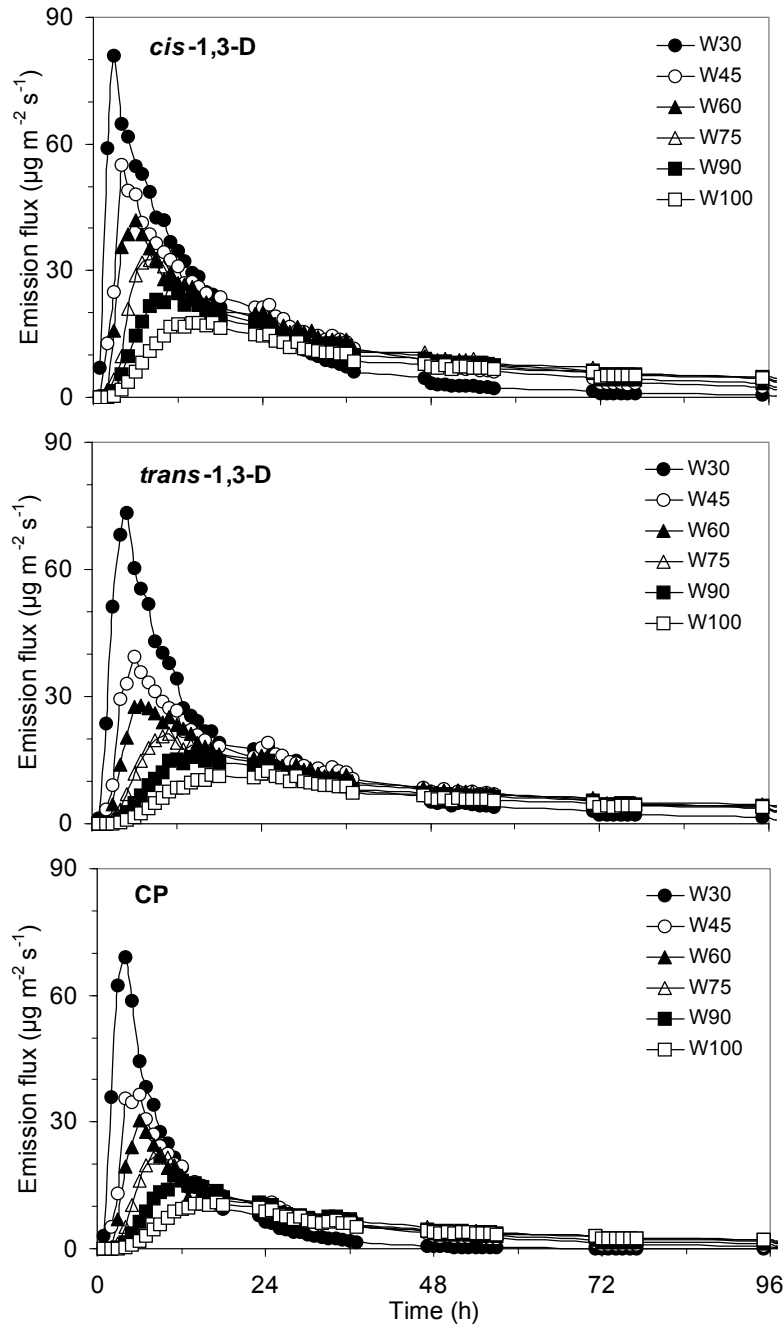 90
cis-1,3-D
W30
W45
W60
W75
W90
W100
60
30
0
Emission flux (µg m⁻² s⁻¹)
90
trans-1,3-D
W30
W45
W60
W75
W90
W100
60
30
0
Emission flux (µg m⁻² s⁻¹)
90
CP
W30
W45
W60
W75
W90
W100
60
30
0
Emission flux (µg m⁻² s⁻¹)
0 24 48 72 96
Time (h)